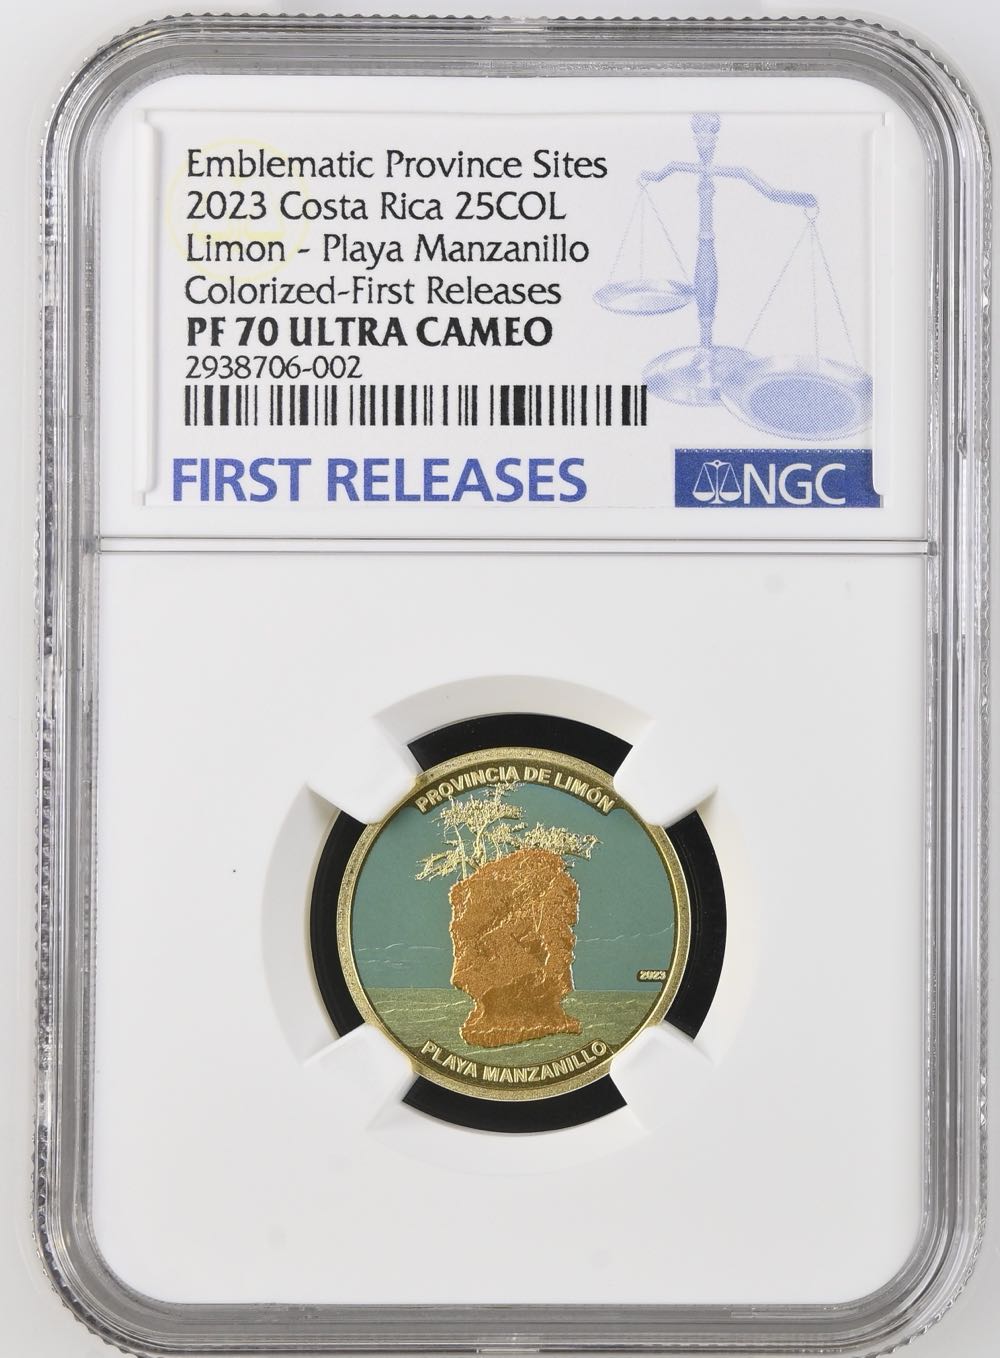 Emblematic Province Sites
2023 Costa Rica 25COL
Limon - Playa Manzanillo
Colorized-First Releases
PF 70 ULTRA CAMEO
2938706-002
FIRST RELEASES
NGC
PROVINCIA DE LIMÓN
2023
PLAYA MANZANILLO